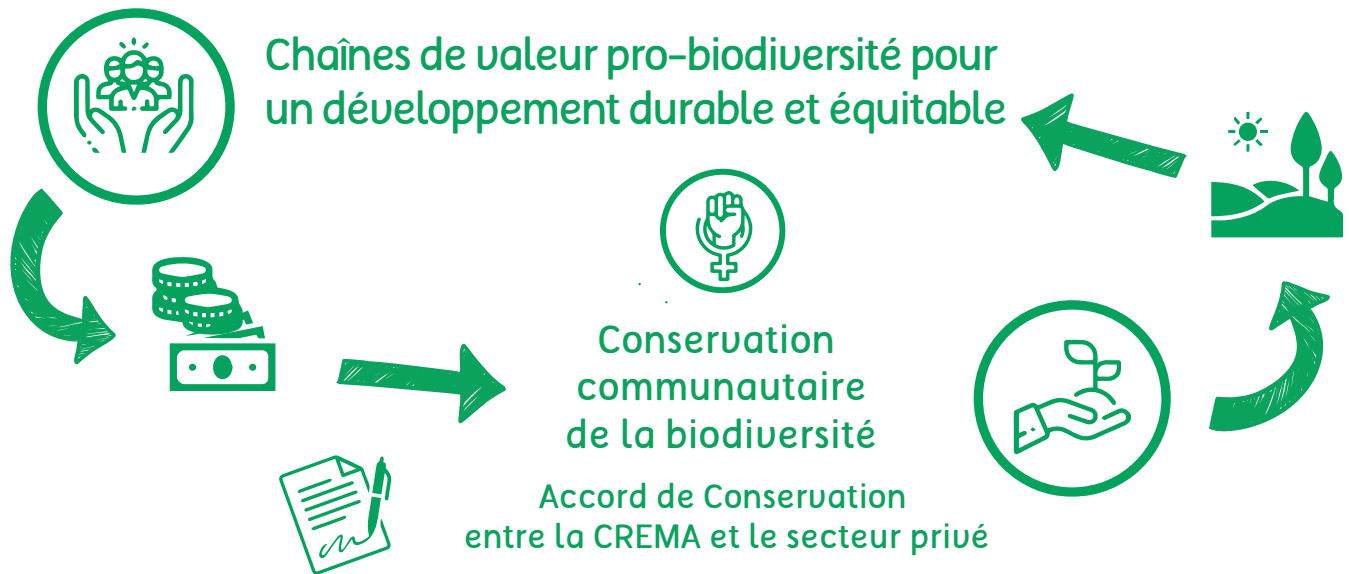 Chaînes de valeur pro-biodiversité pour
un développement durable et équitable
Conservation
communautaire
de la biodiversité
Accord de Conservation
entre la CREMA et le secteur privé